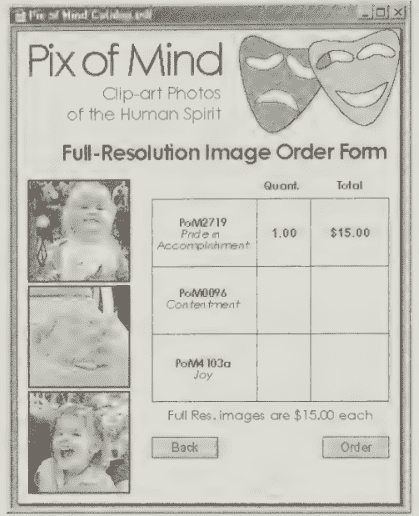 Pix of Mind Catalog.pdf
Pix of Mind
Clip-art Photos
of the Human Spirit
Full-Resolution Image Order Form
Quant. Total
PoM2719
Pride in
Accomplishment
1.00 $15.00
PoM0096
Contentment
PoM4103a
Joy
Full Res. images are $15.00 each
Back Order